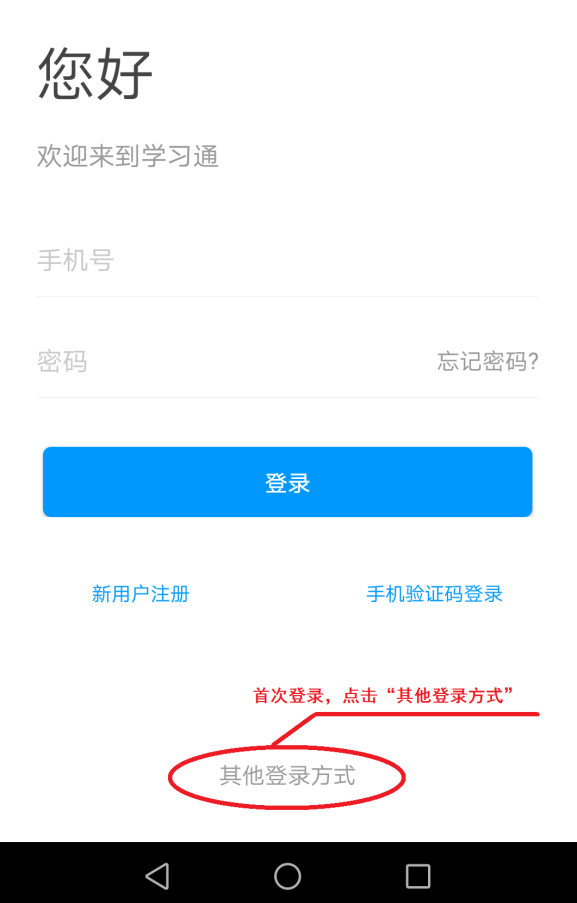 您好
欢迎来到学习通
手机号
密码 忘记密码?
登录
新用户注册 手机验证码登录
首次登录，点击“其他登录方式”
其他登录方式